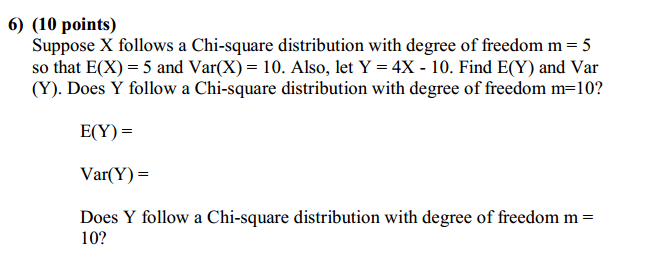 6) (10 points)
Suppose X follows a Chi-square distribution with degree of freedom m = 5
so that E(X) = 5 and Var(X) = 10. Also, let Y = 4X - 10. Find E(Y) and Var
(Y). Does Y follow a Chi-square distribution with degree of freedom m=10?
E(Y) =
Var(Y) =
Does Y follow a Chi-square distribution with degree of freedom m =
10?